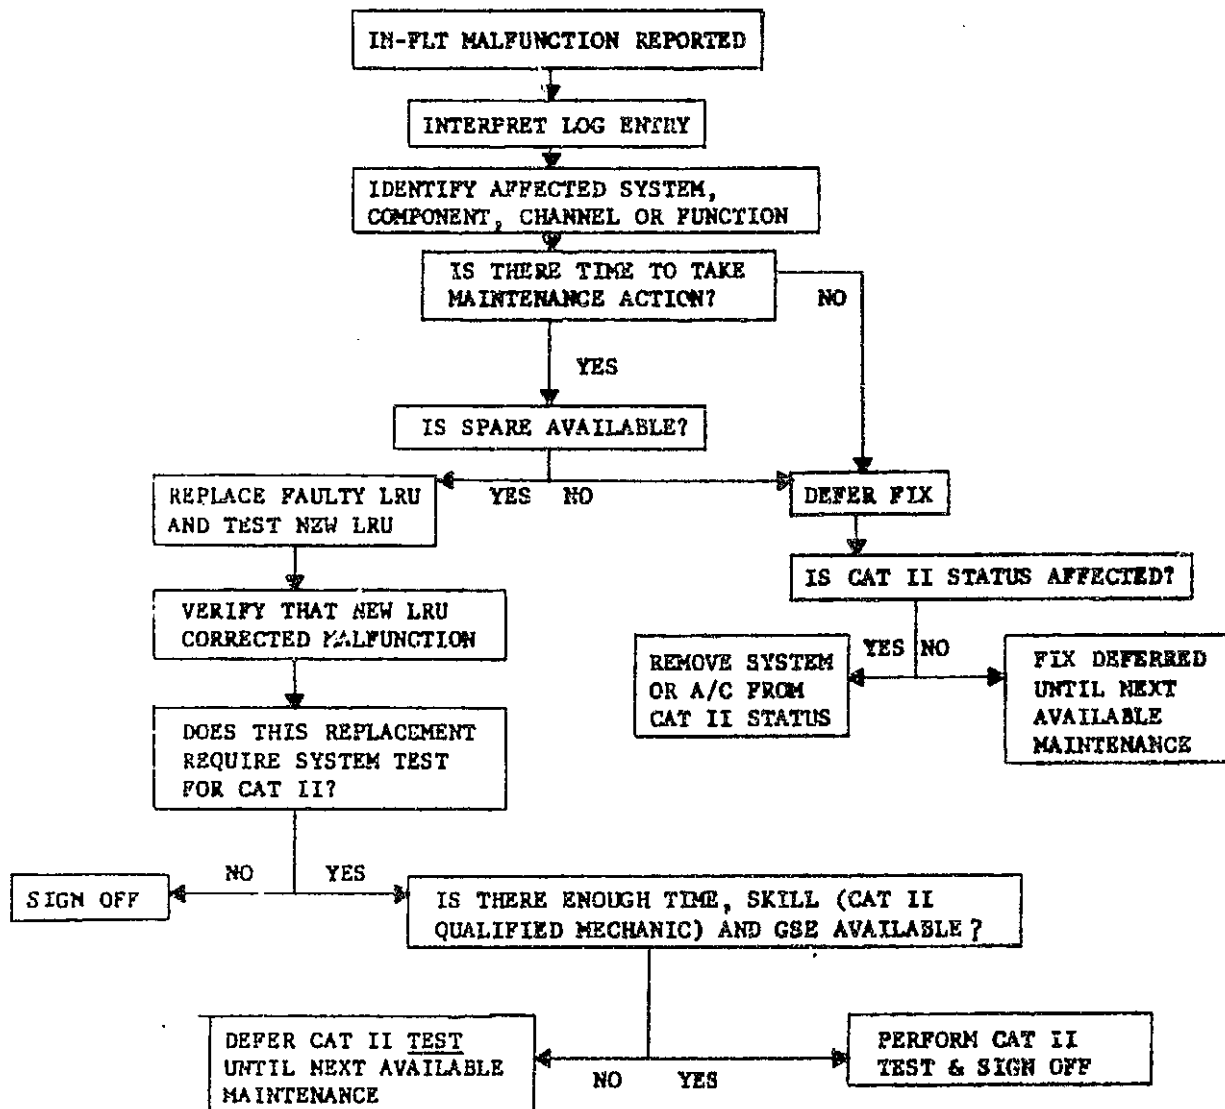 IN-FLT MALFUNCTION REPORTED
INTERPRET LOG ENTRY
IDENTIFY AFFECTED SYSTEM,
COMPONENT, CHANNEL OR FUNCTION
IS THERE TIME TO TAKE
MAINTENANCE ACTION?
NO
YES
IS SPARE AVAILABLE?
YES NO
REPLACE FAULTY LRU
AND TEST NEW LRU
DEFER FIX
IS CAT II STATUS AFFECTED?
VERIFY THAT NEW LRU
CORRECTED MALFUNCTION
YES NO
REMOVE SYSTEM
OR A/C FROM
CAT II STATUS
FIX DEFERRED
UNTIL NEXT
AVAILABLE
MAINTENANCE
DOES THIS REPLACEMENT
REQUIRE SYSTEM TEST
FOR CAT II?
NO YES
SIGN OFF
IS THERE ENOUGH TIME, SKILL (CAT II
QUALIFIED MECHANIC) AND GSE AVAILABLE?
DEFER CAT II TEST
UNTIL NEXT AVAILABLE
MAINTENANCE
NO YES
PERFORM CAT II
TEST & SIGN OFF